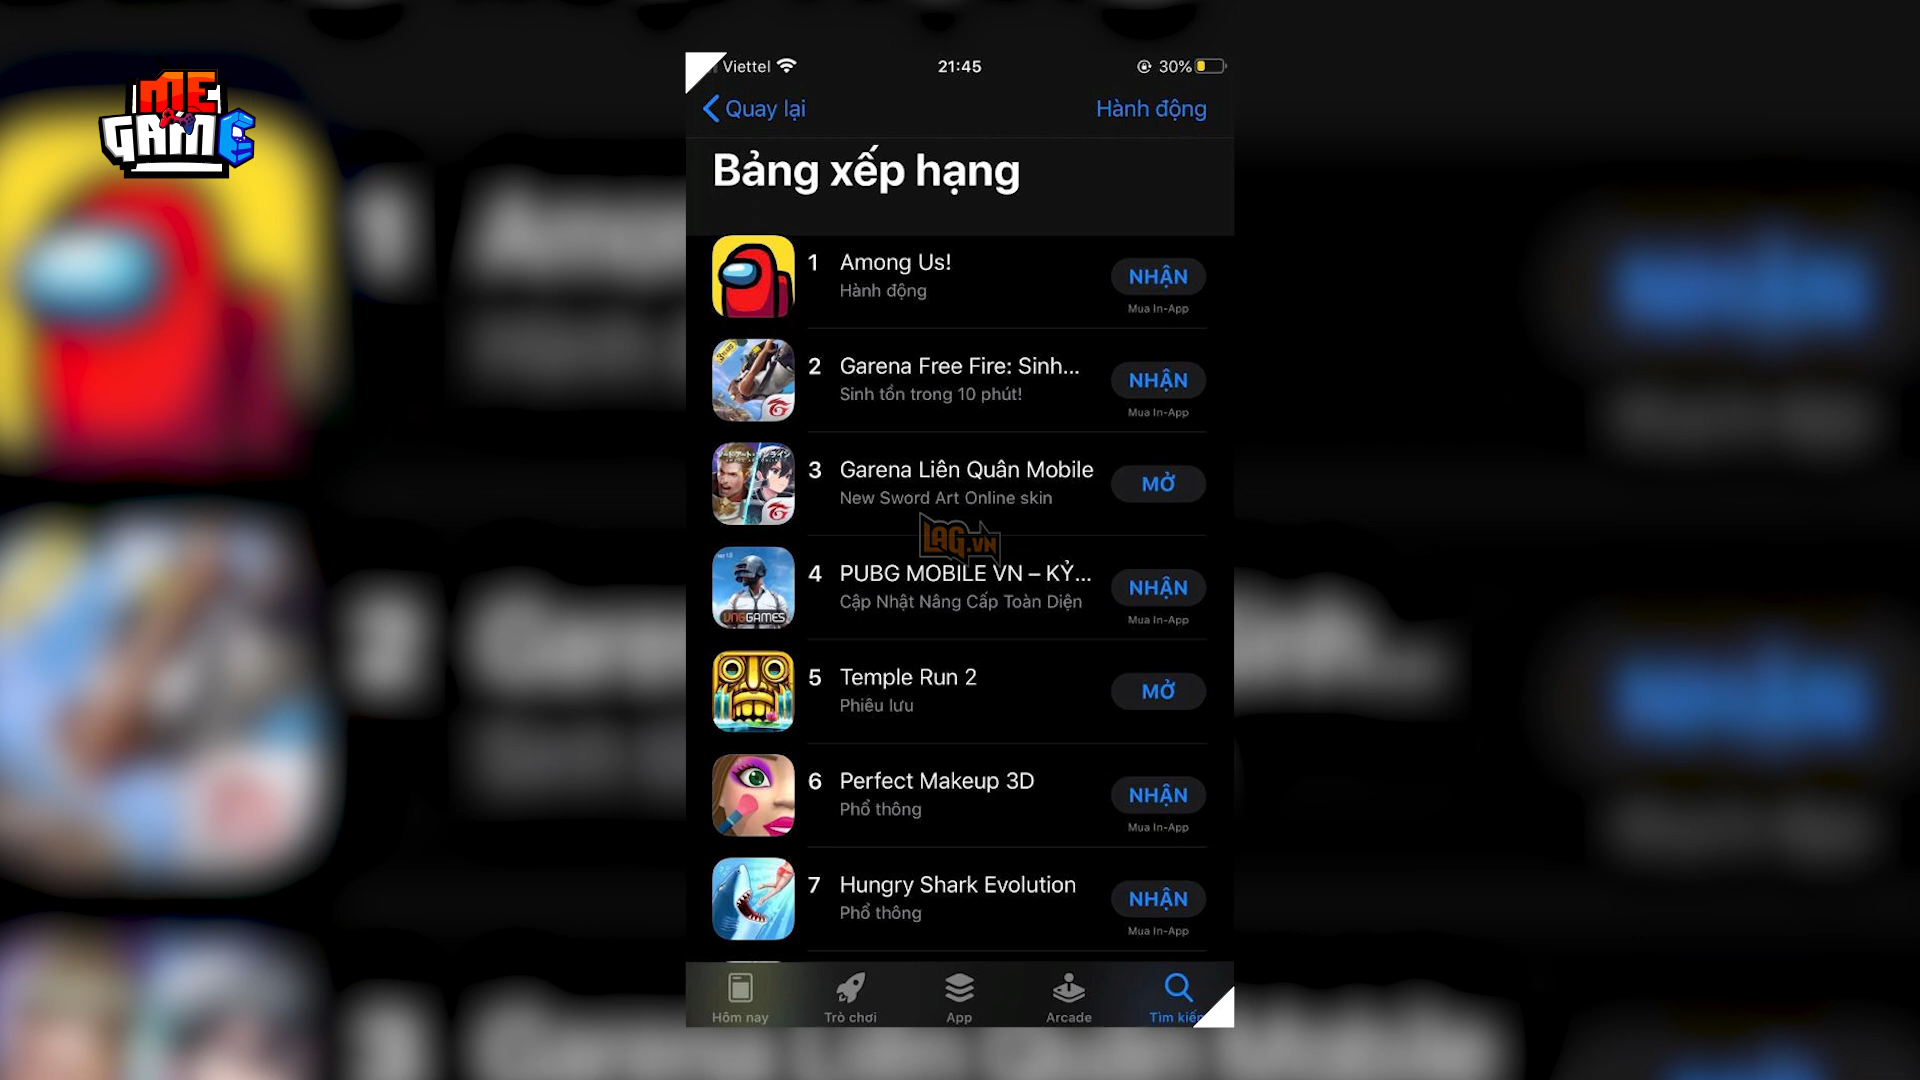 ME
GAME
Viettel 21:45 30%
Quay lại Hành động
Bảng xếp hạng
1 Among Us! NHẬN
Hành động
Mua In-App
2 Garena Free Fire: Sinh... NHẬN
Sinh tồn trong 10 phút!
Mua In-App
3 Garena Liên Quân Mobile MỞ
New Sword Art Online skin
LAG.VN
4 PUBG MOBILE VN – KỶ... NHẬN
Cập Nhật Nâng Cấp Toàn Diện
VNGGAMES
Mua In-App
5 Temple Run 2 MỞ
Phiêu lưu
6 Perfect Makeup 3D NHẬN
Phổ thông
Mua In-App
7 Hungry Shark Evolution NHẬN
Phổ thông
Mua In-App
Hôm nay Trò chơi App Arcade Tìm kiếm